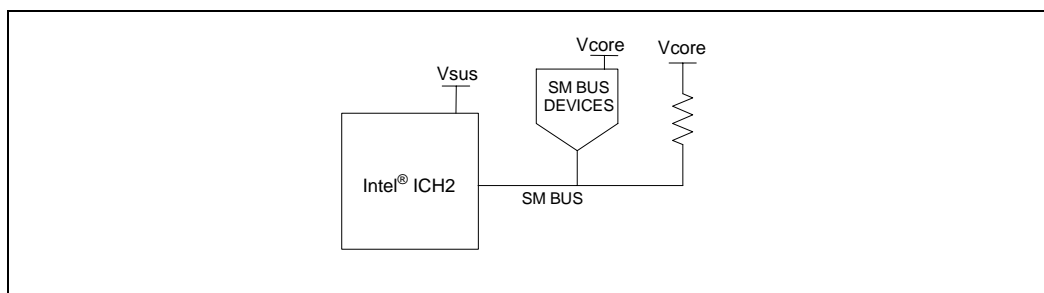 Vcore
Vcore
Vsus
SM BUS
DEVICES
Intel® ICH2
SM BUS